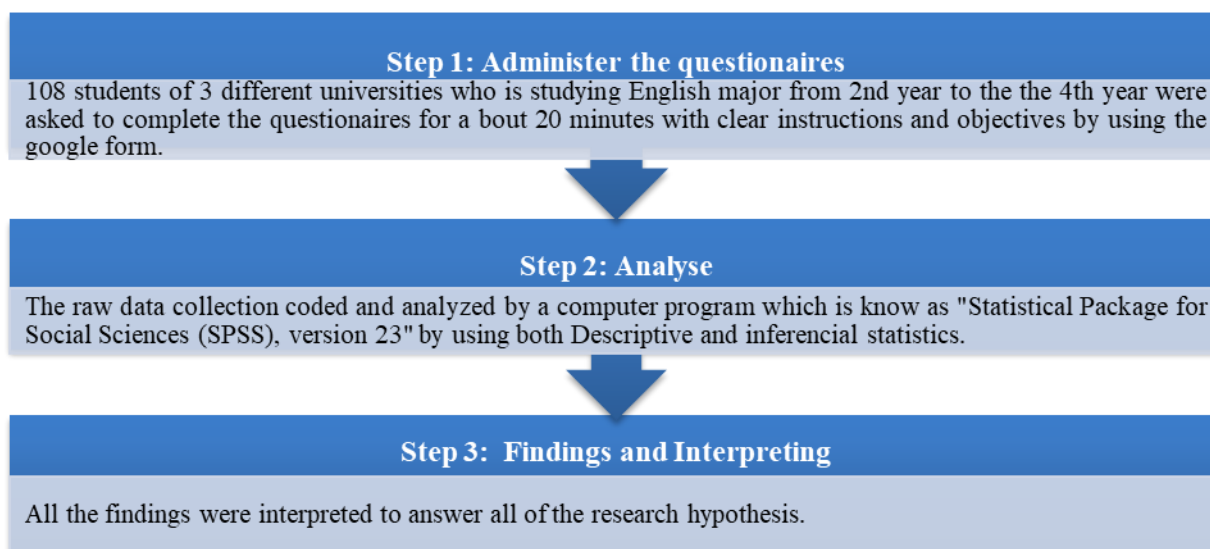 Step 1: Administer the questionaires
108 students of 3 different universities who is studying English major from 2nd year to the the 4th year were
asked to complete the questionaires for a bout 20 minutes with clear instructions and objectives by using the
google form.
Step 2: Analyse
The raw data collection coded and analyzed by a computer program which is know as "Statistical Package for
Social Sciences (SPSS), version 23" by using both Descriptive and inferencial statistics.
Step 3:  Findings and Interpreting
All the findings were interpreted to answer all of the research hypothesis.